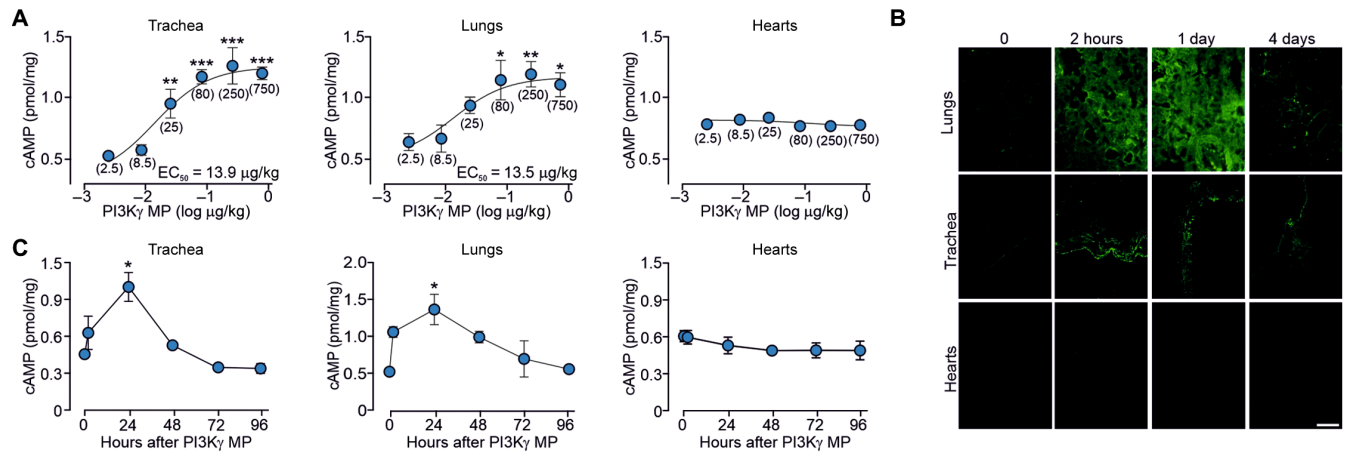 A
Trachea
cAMP (pmol/mg)
1.5
1.0
0.5
(2.5)
(8.5)
**
(25)
***
(80)
***
(250)
***
(750)
EC50 = 13.9 µg/kg
−3 −2 −1 0
PI3Kγ MP (log µg/kg)
Lungs
cAMP (pmol/mg)
1.5
1.0
0.5
(2.5)
(8.5)
(25)
*
(80)
**
(250)
*
(750)
EC50 = 13.5 µg/kg
−3 −2 −1 0
PI3Kγ MP (log µg/kg)
Hearts
cAMP (pmol/mg)
1.5
1.0
0.5
(2.5) (8.5) (25) (80) (250) (750)
−3 −2 −1 0
PI3Kγ MP (log µg/kg)
B
0 2 hours 1 day 4 days
Lungs
Trachea
Hearts
C
Trachea
cAMP (pmol/mg)
1.5
0.9
0.6
0.3
0
*
0 24 48 72 96
Hours after PI3Kγ MP
Lungs
cAMP (pmol/mg)
2.0
1.5
1.0
0.5
0
*
0 24 48 72 96
Hours after PI3Kγ MP
Hearts
cAMP (pmol/mg)
1.5
0.9
0.6
0.3
0
0 24 48 72 96
Hours after PI3Kγ MP